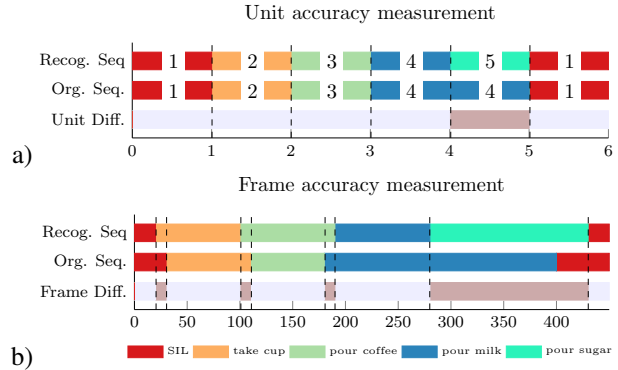 Unit accuracy measurement
Recog. Seq 1 2 3 4 5 1
Org. Seq. 1 2 3 4 4 1
Unit Diff.
0 1 2 3 4 5 6
a)
Frame accuracy measurement
Recog. Seq
Org. Seq.
Frame Diff.
0 50 100 150 200 250 300 350 400
b)
SIL take cup pour coffee pour milk pour sugar